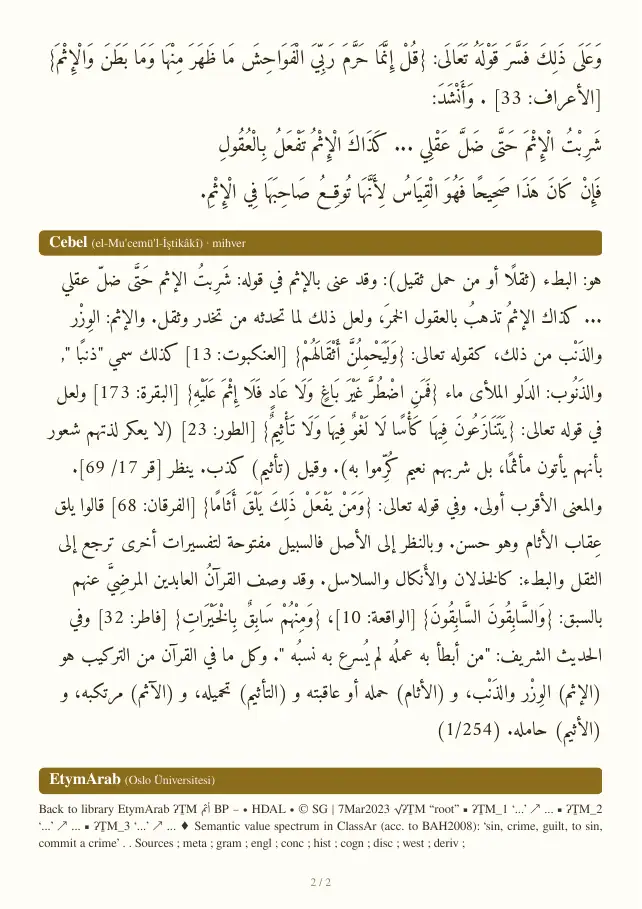 وَعَلَى ذَلِكَ فَسَّرَ قَوْلَهُ تَعَالَى: {قُلْ إِنَّمَا حَرَّمَ رَبِّيَ الْفَوَاحِشَ مَا ظَهَرَ مِنْهَا وَمَا بَطَنَ وَالْإِثْمَ}
[الأعراف: 33] . وَأَنْشَدَ:
شَرِبْتُ الْإِثْمَ حَتَّى ضَلَّ عَقْلِي ... كَذَاكَ الْإِثْمُ تَفْعَلُ بِالْعُقُولِ
فَإِنْ كَانَ هَذَا صَحِيحًا فَهُوَ الْقِيَاسُ لِأَنَّهَا تُوقِعُ صَاحِبَهَا فِي الْإِثْمِ.
Cebel (el-Mu'cemü'l-İştikâkî) · mihver
هو: البطء (ثقلًا أو من حمل ثقيل): وقد عنى بالإثم في قوله: شَرِبتُ الإثم حَتَّى ضلّ عقلي
... كذاك الإثمُ تذهبُ بالعقول الخمرَ، ولعل ذلك لما تحدثه من تخدر وثقل. والإثم: الوِزْر
والذَنْب من ذلك، كقوله تعالى: {وَلَيَحْمِلُنَّ أَثْقَالَهُمْ} [العنكبوت: 13] كذلك سمي "ذنبًا ",
والذَنُوب: الدَلو الملأى ماء {فَمَنِ اضْطُرَّ غَيْرَ بَاغٍ وَلَا عَادٍ فَلَا إِثْمَ عَلَيْهِ} [البقرة: 173] ولعل
في قوله تعالى: {يَتَنَازَعُونَ فِيهَا كَأْسًا لَا لَغْوٌ فِيهَا وَلَا تَأْثِيمٌ} [الطور: 23] (لا يعكر لذتهم شعور
بأنهم يأتون مأثمًا، بل شربهم نعيم كُرِّموا به). وقيل (تأثيم) كذب. ينظر [قر 17/ 69].
والمعنى الأقرب أولى. وفي قوله تعالى: {وَمَنْ يَفْعَلْ ذَلِكَ يَلْقَ أَثَامًا} [الفرقان: 68] قالوا يلق
عِقاب الأثام وهو حسن. وبالنظر إلى الأصل فالسبيل مفتوحة لتفسيرات أخرى ترجع إلى
الثقل والبطء: كالخذلان والأَنكال والسلاسل. وقد وصف القرآنُ العابدين المرضِيَّ عنهم
بالسبق: {وَالسَّابِقُونَ السَّابِقُونَ} [الواقعة: 10]، {وَمِنْهُمْ سَابِقٌ بِالْخَيْرَاتِ} [فاطر: 32] وفي
الحديث الشريف: "من أبطأ به عملُه لم يُسرع به نسبُه ". وكل ما في القرآن من التركيب هو
(الإثم) الوِزْر والذَنْب، و (الأثام) حمله أو عاقبته و (التأثيم) تحميله، و (الآثم) مرتكبه، و
(الأثيم) حامله. (1/254)
EtymArab (Oslo Üniversitesi)
Back to library EtymArab ʔṮM أثم BP – • HDAL • © SG | 7Mar2023 √ʔṮM “root” ▪ ʔṮM_1 ‘...’ ↗ ... ▪ ʔṮM_2
‘...’ ↗ ... ▪ ʔṮM_3 ‘...’ ↗ ... ♦ Semantic value spectrum in ClassAr (acc. to BAH2008): ‘sin, crime, guilt, to sin,
commit a crime’ . . Sources ; meta ; gram ; engl ; conc ; hist ; cogn ; disc ; west ; deriv ;
2 / 2